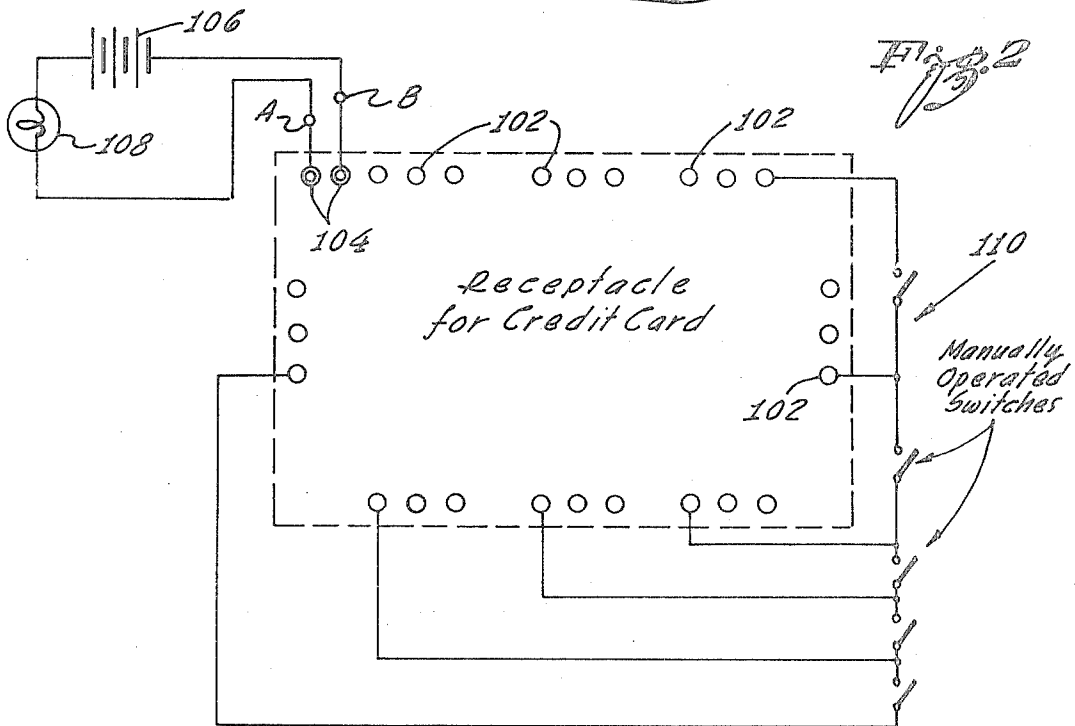 106
Fig. 2
B
A
108
102
102
104
110
Receptacle
for Credit Card
Manually
Operated
Switches
102